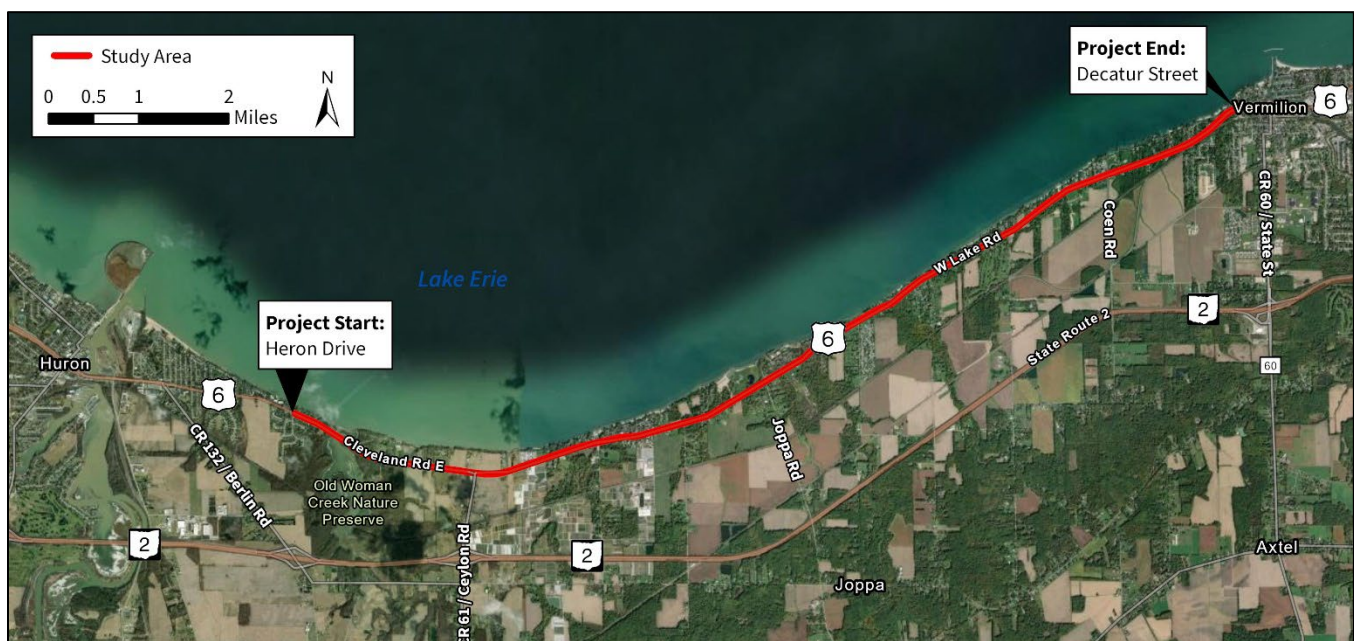 Study Area
N
0 0.5 1 2
Miles
Project End:
Decatur Street
Vermilion
6
CR 60 / State St
Coen Rd
W Lake Rd
Lake Erie
2
State Route 2
Project Start:
Heron Drive
6
Huron
6
60
Cleveland Rd E
Joppa Rd
CR 132 / Berlin Rd
Old Woman
Creek Nature
Preserve
2
2
CR 61 / Ceylon Rd
Axtel
Joppa